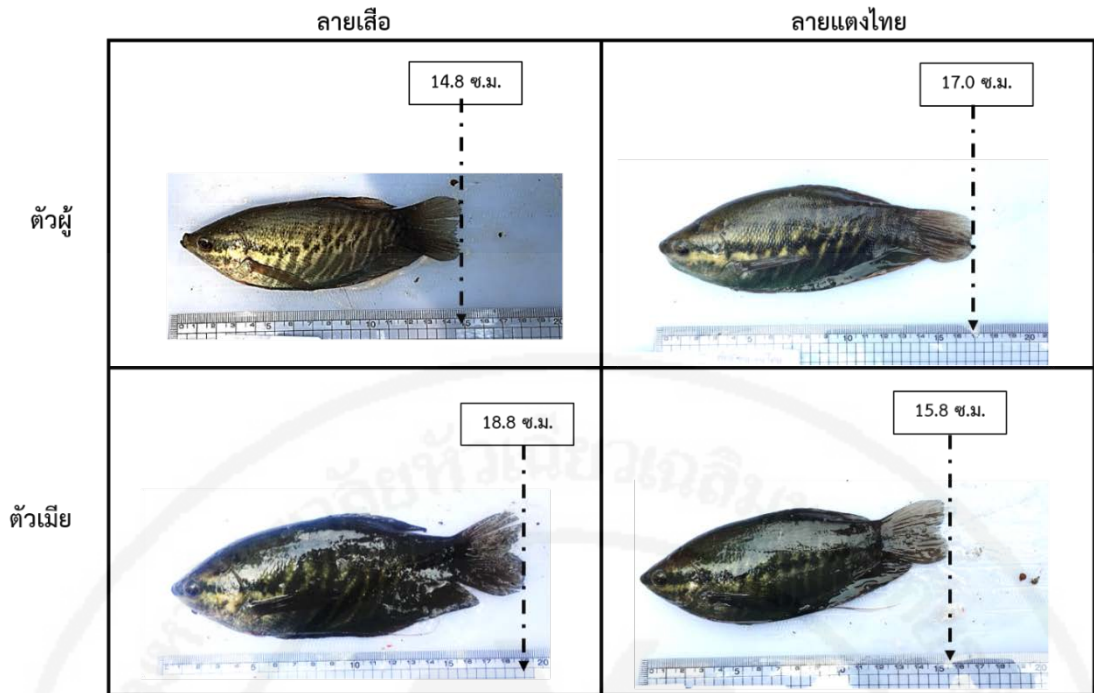 ลายเสือ ลายแตงไทย
14.8 ซ.ม. 17.0 ซ.ม.
ตัวผู้
18.8 ซ.ม. 15.8 ซ.ม.
ตัวเมีย